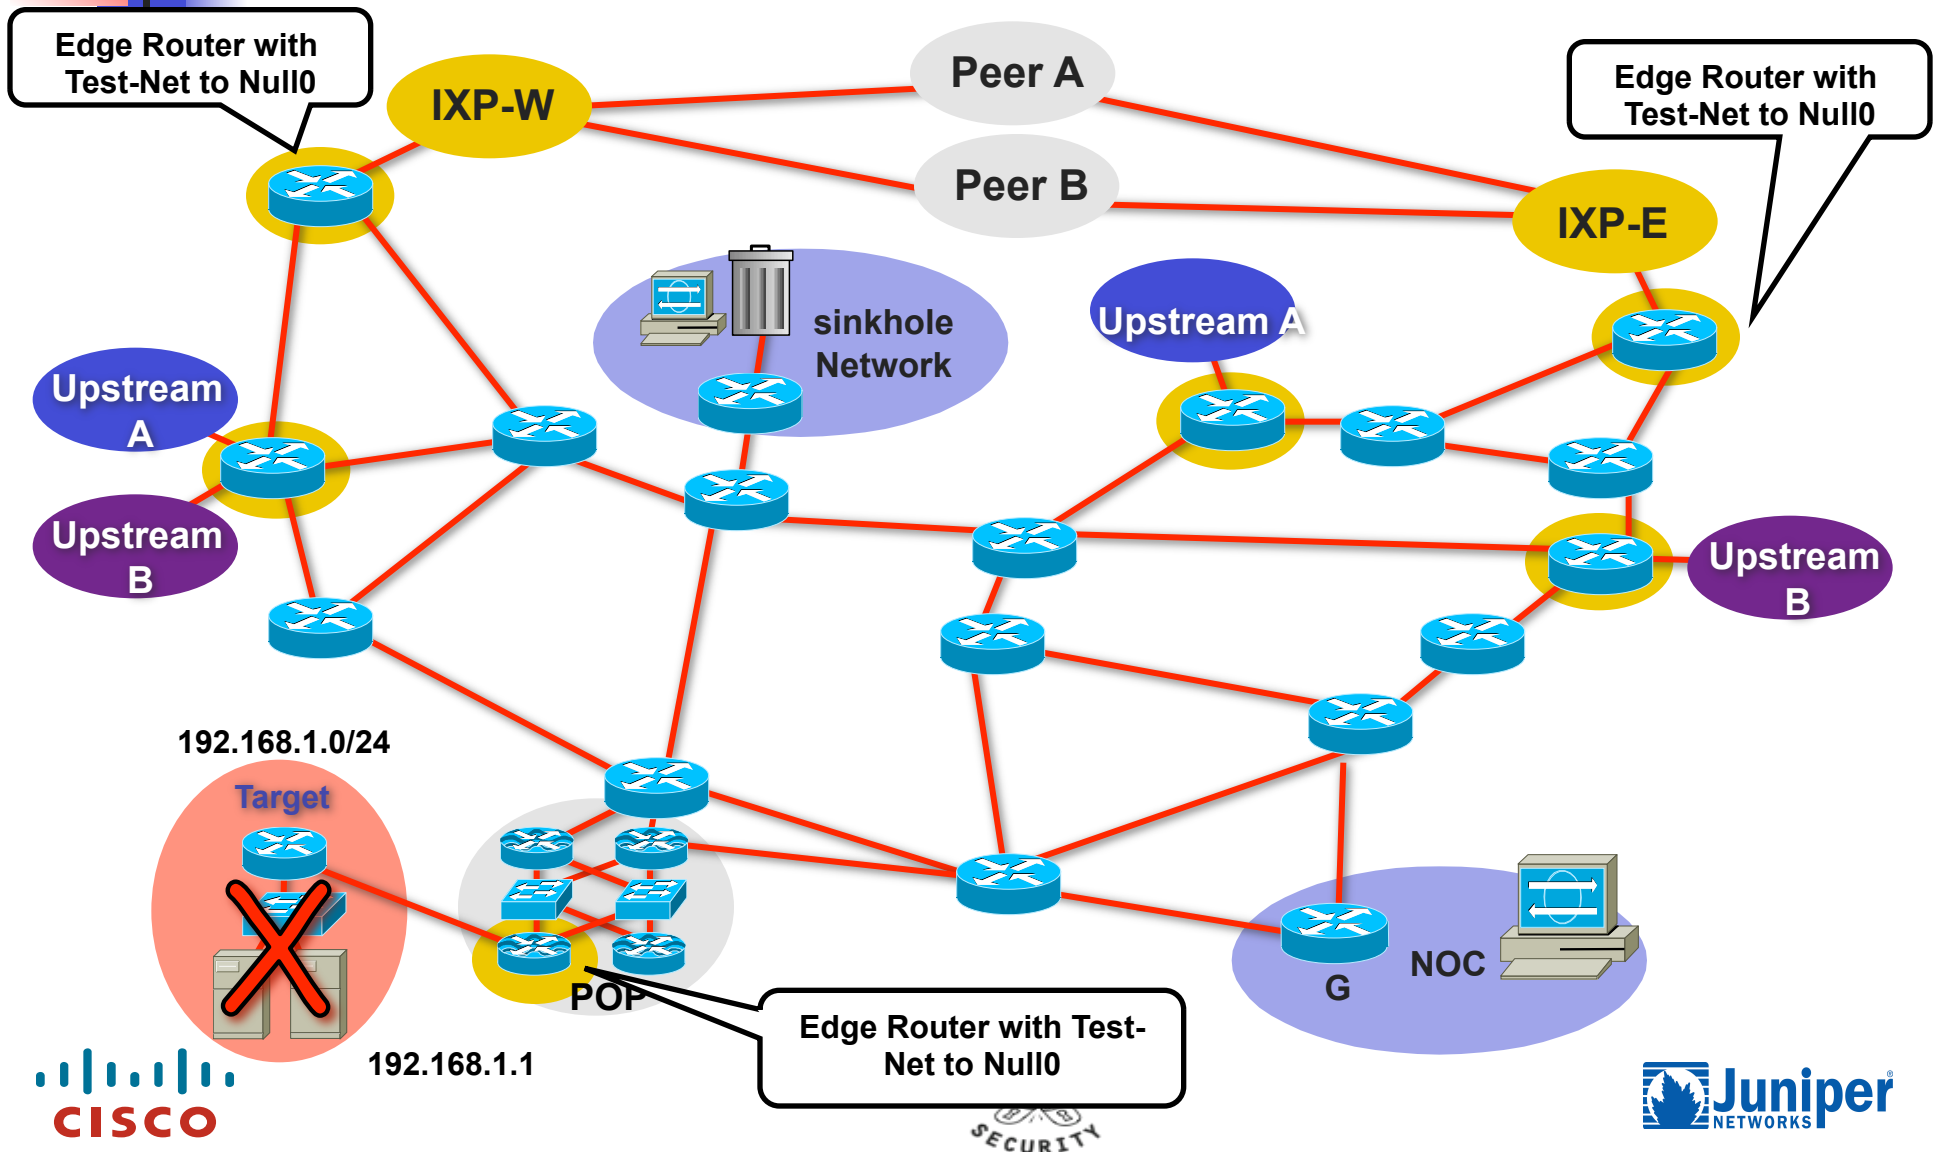 Edge Router with
Test-Net to Null0
IXP-W
Peer A
Edge Router with
Test-Net to Null0
Peer B
IXP-E
sinkhole
Network
Upstream A
Upstream
A
Upstream
B
Upstream
B
192.168.1.0/24
Target
POP
G
NOC
Edge Router with Test-
Net to Null0
192.168.1.1
CISCO
Juniper
NETWORKS
SECURITY